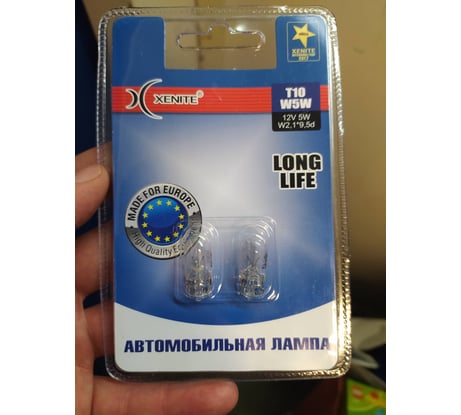 XENITE
XENITE®
T10
W5W
12V 5W
W2,1*9,5d
LONG
LIFE
MADE FOR EUROPE
High Quality
АВТОМОБИЛЬНАЯ ЛАМПА